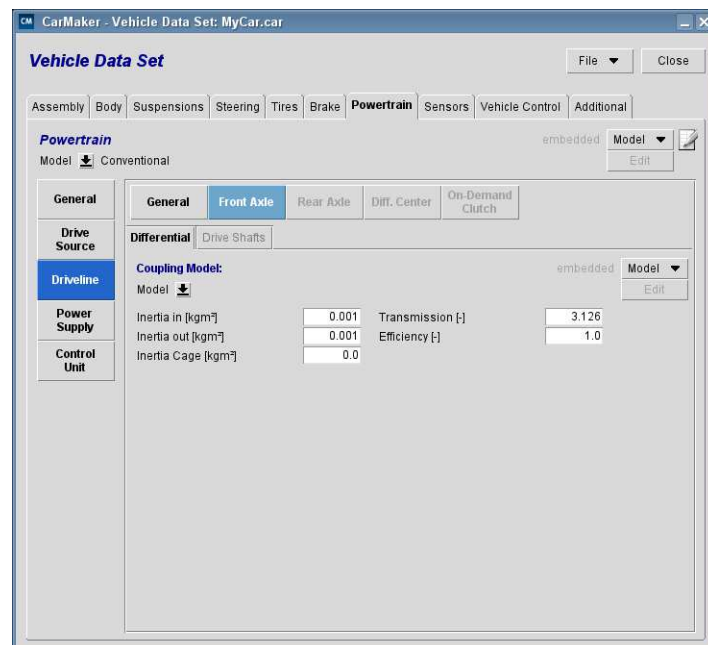 CM CarMaker - Vehicle Data Set: MyCar.car
Vehicle Data Set File Close
Assembly Body Suspensions Steering Tires Brake Powertrain Sensors Vehicle Control Additional
Powertrain embedded Model
Model Conventional Edit
General General Front Axle Rear Axle Diff. Center On-Demand Clutch
Drive Source Differential Drive Shafts
Coupling Model: embedded Model
Driveline Model Edit
Power Supply Inertia in [kgm²] 0.001 Transmission [-] 3.126
Inertia out [kgm²] 0.001 Efficiency [-] 1.0
Control Unit Inertia Cage [kgm²] 0.0